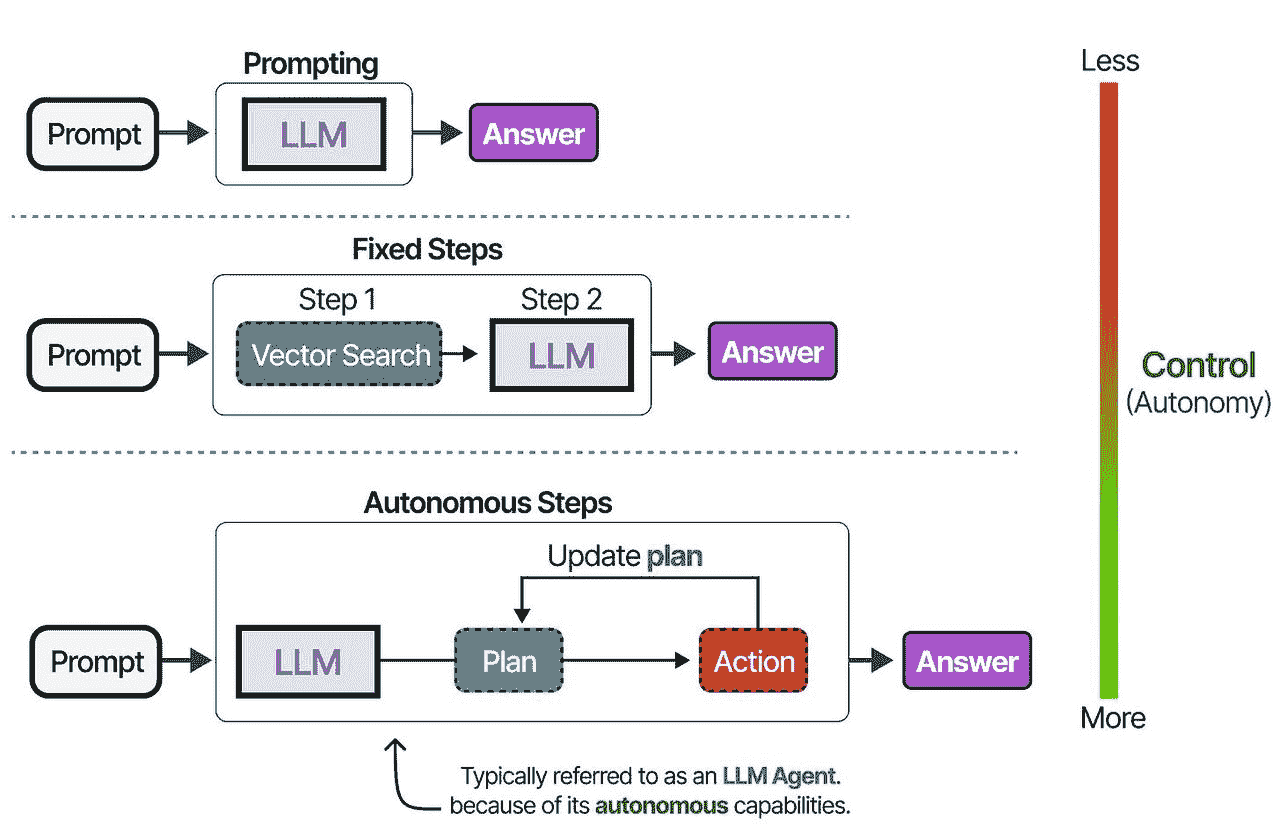 Prompting
Prompt
LLM
Answer
Fixed Steps
Prompt
Step 1
Vector Search
Step 2
LLM
Answer
Autonomous Steps
Prompt
LLM
Update plan
Plan
Action
Answer
Typically referred to as an LLM Agent.
because of its autonomous capabilities.
Less
Control
(Autonomy)
More